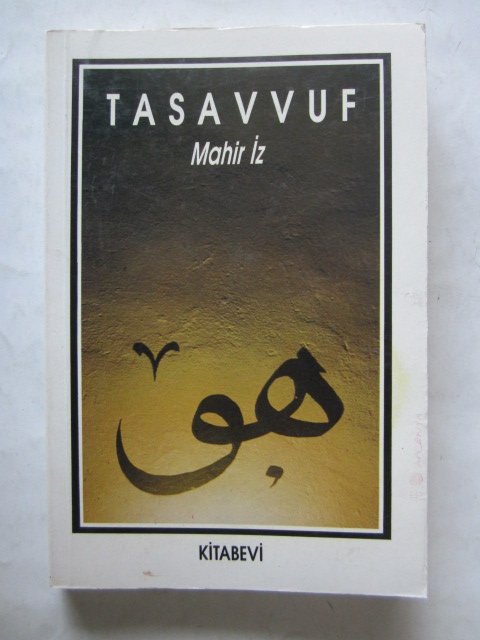 TASAVVUF
Mahir İz
هو
KİTABEVİ